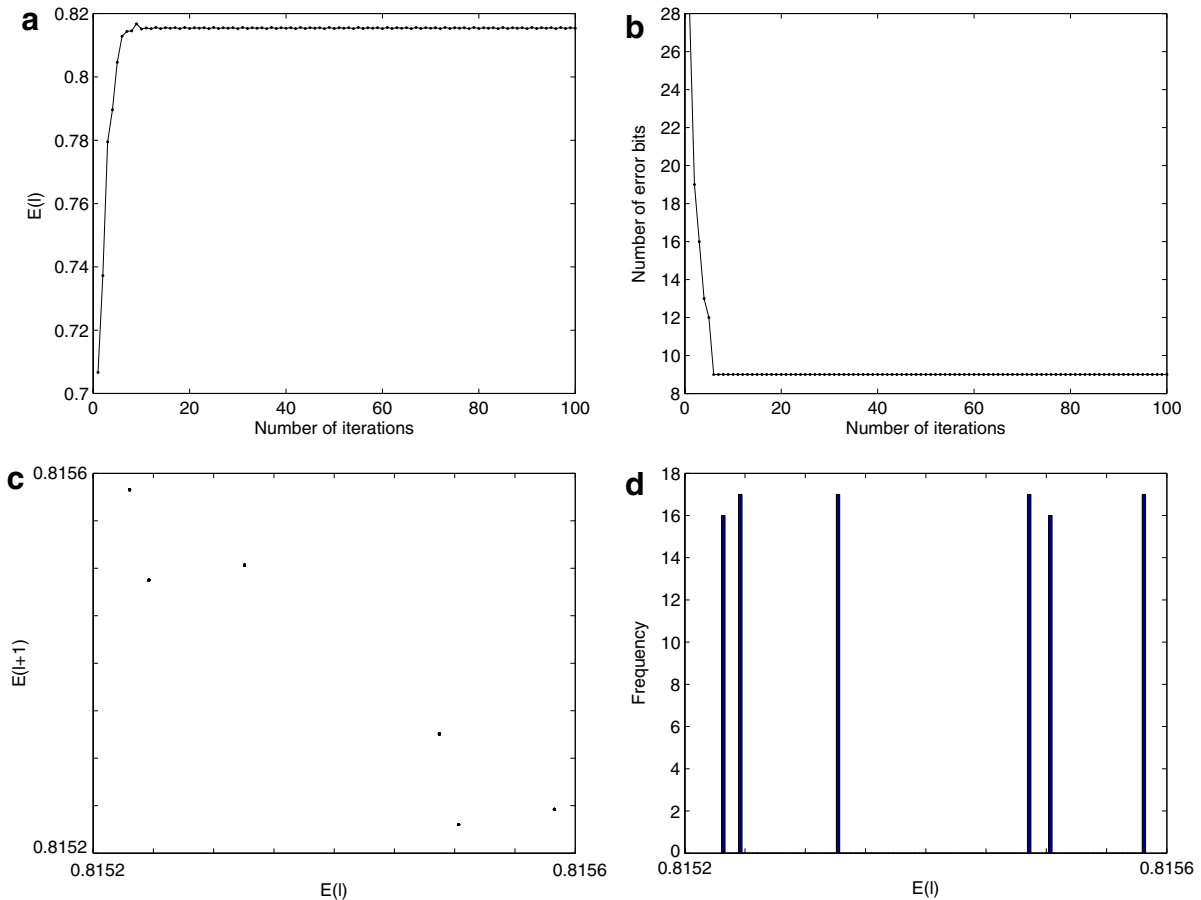 a
0.82
0.8
0.78
0.76
0.74
0.72
0.7
E(l)
0 20 40 60 80 100
Number of iterations
b
28
26
24
22
20
18
16
14
12
10
8
Number of error bits
0 20 40 60 80 100
Number of iterations
c
0.8156
E(l+1)
0.8152
0.8152 0.8156
E(l)
d
18
16
14
12
10
8
6
4
2
0
Frequency
0.8152 0.8156
E(l)